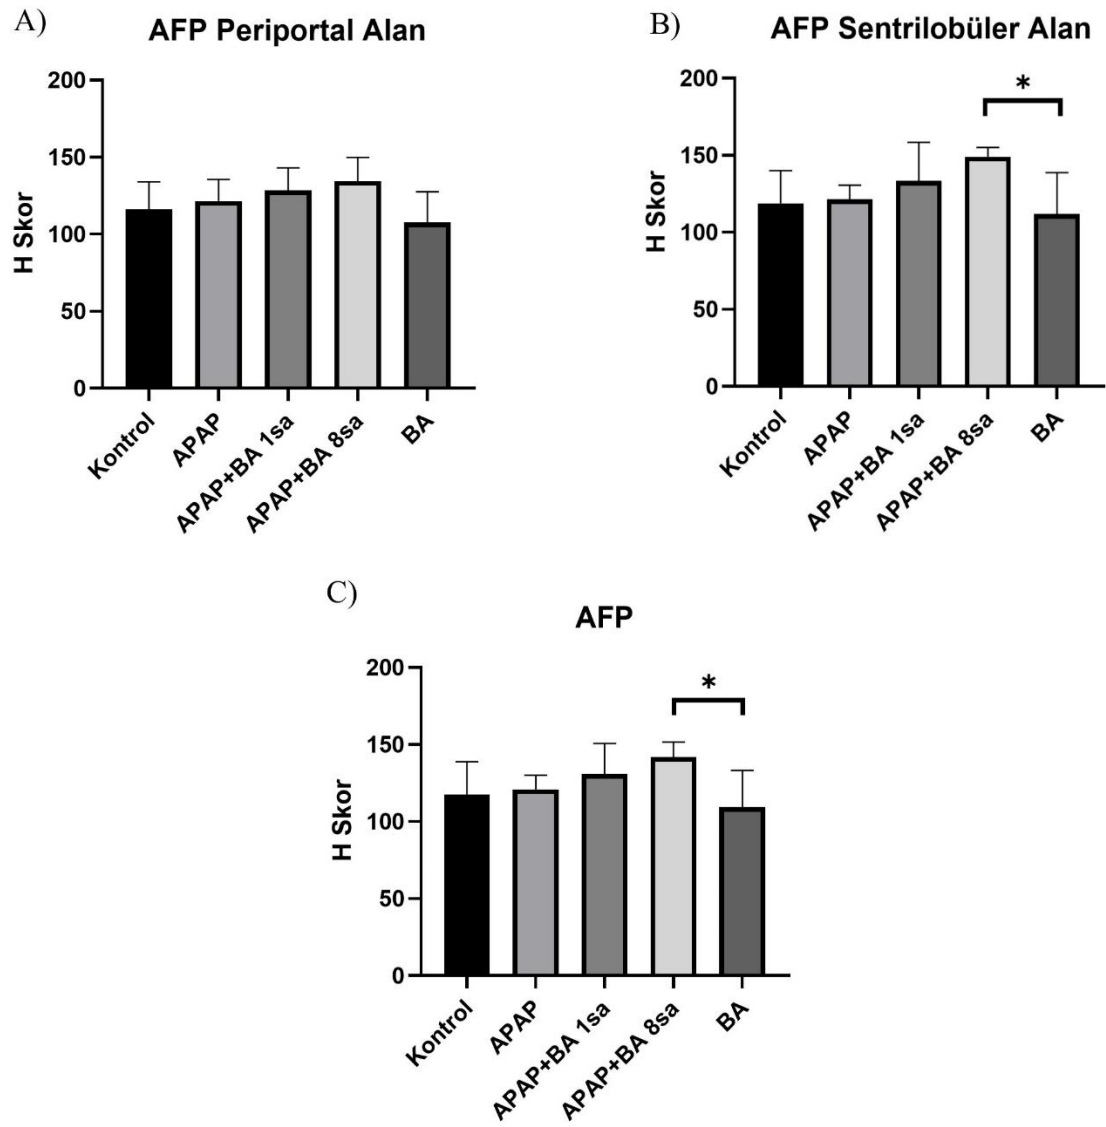 A)
AFP Periportal Alan
H Skor
200
150
100
50
0
Kontrol
APAP
APAP+BA 1sa
APAP+BA 8sa
BA
B)
AFP Sentrilobüler Alan
H Skor
200
150
100
50
0
*
Kontrol
APAP
APAP+BA 1sa
APAP+BA 8sa
BA
C)
AFP
H Skor
200
150
100
50
0
*
Kontrol
APAP
APAP+BA 1sa
APAP+BA 8sa
BA